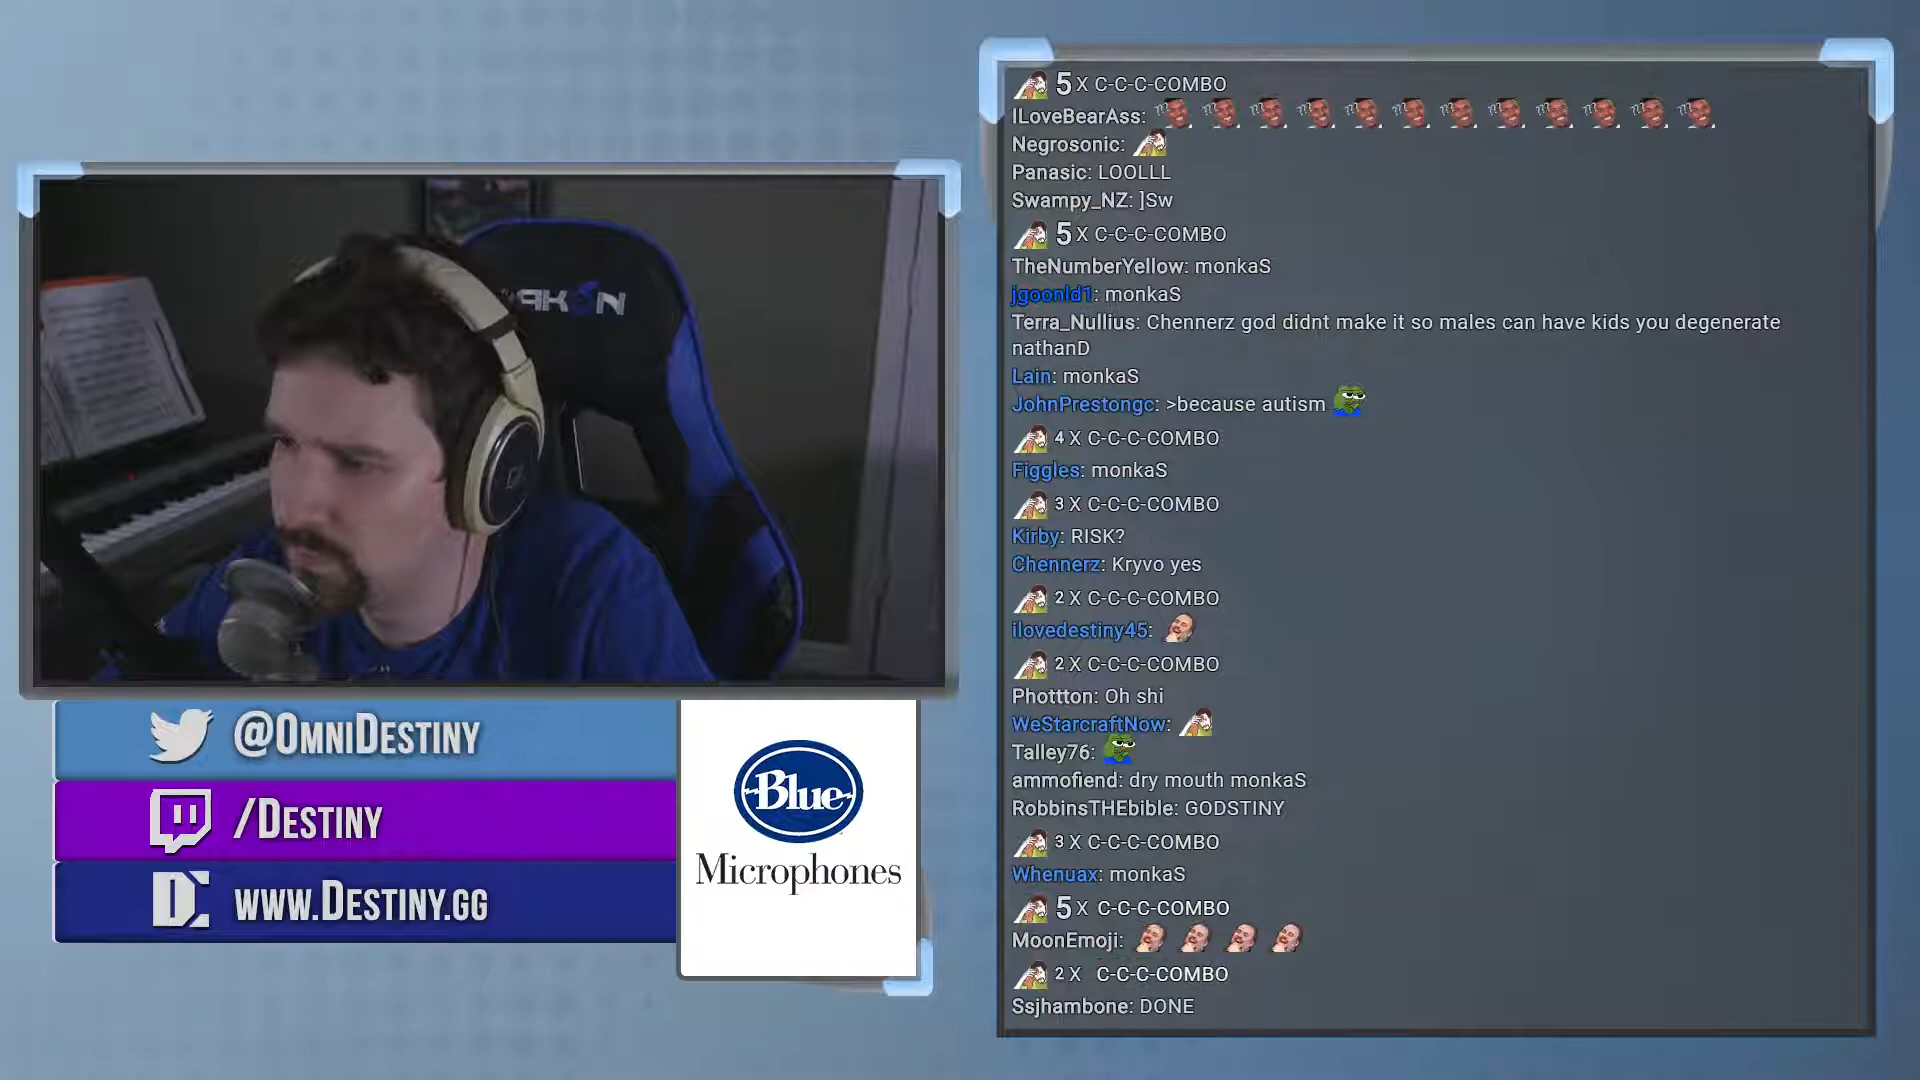 AKON
@OmniDestiny
/Destiny
www.Destiny.gg
Blue
Microphones
5 X C-C-C-COMBO
ILoveBearAss:
Negrosonic:
Panasic: LOOLLL
Swampy_NZ: ]Sw
5 X C-C-C-COMBO
TheNumberYellow: monkaS
jgoonld1: monkaS
Terra_Nullius: Chennerz god didnt make it so males can have kids you degenerate
nathanD
Lain: monkaS
JohnPrestongc: >because autism
4 X C-C-C-COMBO
Figgles: monkaS
3 X C-C-C-COMBO
Kirby: RISK?
Chennerz: Kryvo yes
2 X C-C-C-COMBO
ilovedestiny45:
2 X C-C-C-COMBO
Phottton: Oh shi
WeStarcraftNow:
Talley76:
ammofiend: dry mouth monkaS
RobbinsTHEbible: GODSTINY
3 X C-C-C-COMBO
Whenuax: monkaS
5 X C-C-C-COMBO
MoonEmoji:
2 X C-C-C-COMBO
Ssjhambone: DONE